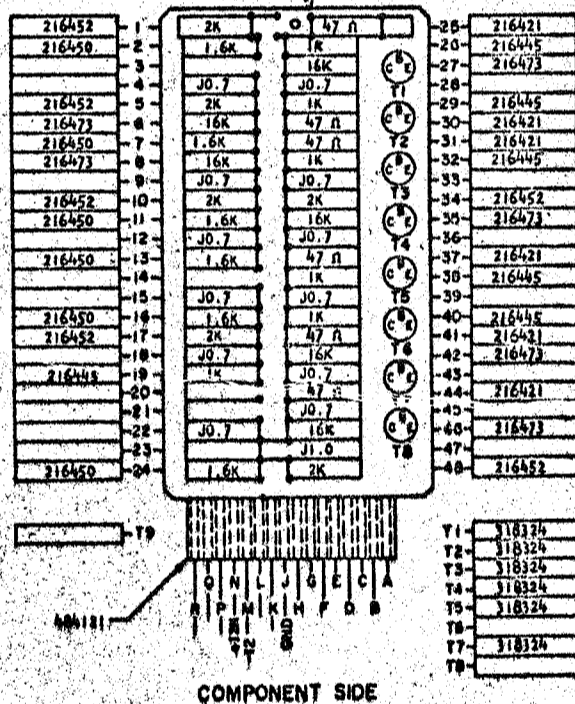 216452 1 2K 47 Ω 25 216421
216450 2 1.6K 1K 26 216445
3 16K C B E 27 216473
4 J0.7 J0.7 T1 28
216452 5 2K 1K 29 216445
216473 6 16K 47 Ω C B E 30 216421
216450 7 1.6K 47 Ω T2 31 216421
216473 8 16K 1K C B E 32 216445
9 J0.7 J0.7 T3 33
216452 10 2K 2K 34 216452
216450 11 1.6K 16K C B E 35 216473
12 J0.7 J0.7 T4 36
216450 13 1.6K 47 Ω 37 216421
14 1K C B E 38 216445
15 J0.7 J0.7 T5 39
216450 16 1.6K 1K 40 216445
216452 17 2K 47 Ω C B E 41 216421
18 J0.7 16K T6 42 216473
216445 19 1K J0.7 C B E 43
20 47 Ω 44 216421
21 J0.7 45
22 J0.7 16K C B E 46 216473
23 J1.0 T8 47
216450 24 1.6K 2K 48 216452
T9
T1 318324
T2 318324
T3 318324
T4 318324
T5 318324
T6
T7 318324
T8
484121
R Q P N M L K J H G F E D C B A
+12M T2 GND
COMPONENT SIDE